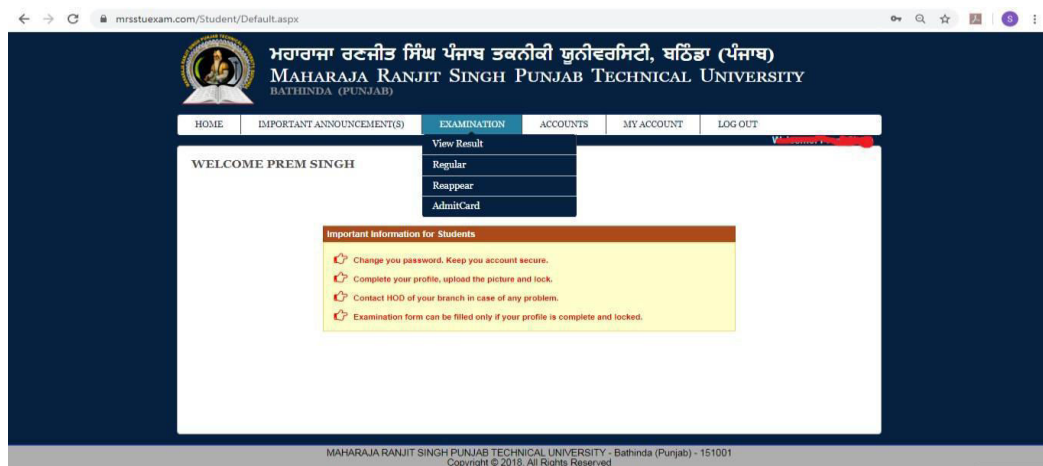 mrsstuexam.com/Student/Default.aspx
ਮਹਾਰਾਜਾ ਰਣਜੀਤ ਸਿੰਘ ਪੰਜਾਬ ਤਕਨੀਕੀ ਯੂਨੀਵਰਸਿਟੀ, ਬਠਿੰਡਾ (ਪੰਜਾਬ)
MAHARAJA RANJIT SINGH PUNJAB TECHNICAL UNIVERSITY
BATHINDA (PUNJAB)
HOME IMPORTANT ANNOUNCEMENT(S) EXAMINATION ACCOUNTS MY ACCOUNT LOG OUT
View Result
Regular
Reappear
AdmitCard
WELCOME PREM SINGH
Important Information for Students
Change you password. Keep you account secure.
Complete your profile, upload the picture and lock.
Contact HOD of your branch in case of any problem.
Examination form can be filled only if your profile is complete and locked.
MAHARAJA RANJIT SINGH PUNJAB TECHNICAL UNIVERSITY - Bathinda (Punjab) - 151001
Copyright © 2018. All Rights Reserved